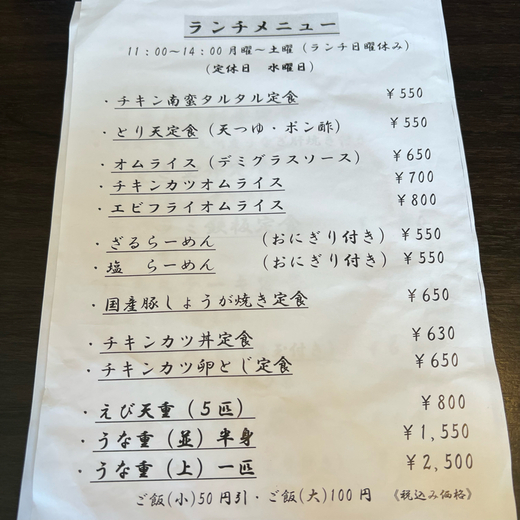 ランチメニュー
11：00～14：00月曜～土曜（ランチ日曜休み）
（定休日　水曜日）
・チキン南蛮タルタル定食　￥550
・とり天定食（天つゆ・ポン酢）　￥550
・オムライス（デミグラスソース）　￥650
・チキンカツオムライス　￥700
・エビフライオムライス　￥800
・ざるらーめん　（おにぎり付き）￥550
・塩　らーめん　（おにぎり付き）￥550
・国産豚しょうが焼き定食　￥650
・チキンカツ丼定食　￥630
・チキンカツ卵とじ定食　￥650
・えび天重（５匹）　￥800
・うな重（並）半身　￥1,550
・うな重（上）一匹　￥2,500
ご飯(小)50円引・ご飯(大)100円　《税込み価格》